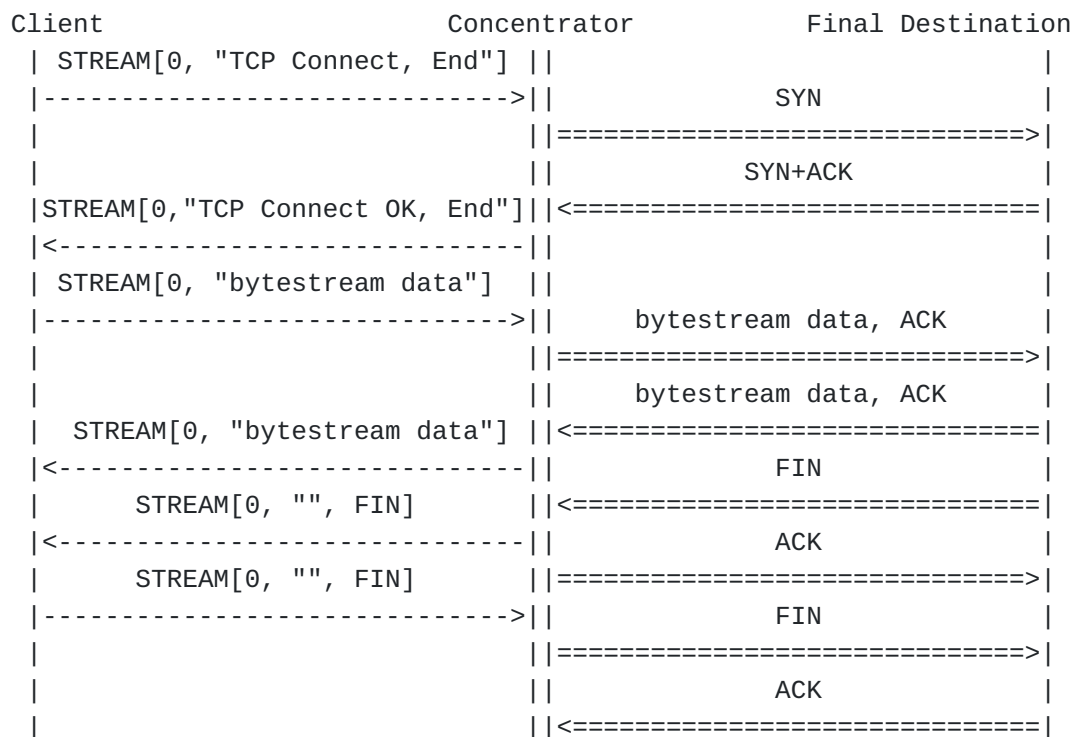 Client                      Concentrator           Final Destination
 | STREAM[0, "TCP Connect, End"] ||                               |
 |------------------------------>||              SYN              |
 |                               ||==============================>|
 |                               ||            SYN+ACK            |
 |STREAM[0,"TCP Connect OK, End"]||<==============================|
 |<------------------------------||                               |
 | STREAM[0, "bytestream data"]  ||                               |
 |------------------------------>||     bytestream data, ACK      |
 |                               ||==============================>|
 |                               ||     bytestream data, ACK      |
 |  STREAM[0, "bytestream data"] ||<==============================|
 |<------------------------------||              FIN              |
 |      STREAM[0, "", FIN]       ||<==============================|
 |<------------------------------||              ACK              |
 |      STREAM[0, "", FIN]       ||==============================>|
 |------------------------------>||              FIN              |
 |                               ||==============================>|
 |                               ||              ACK              |
 |                               ||<==============================|